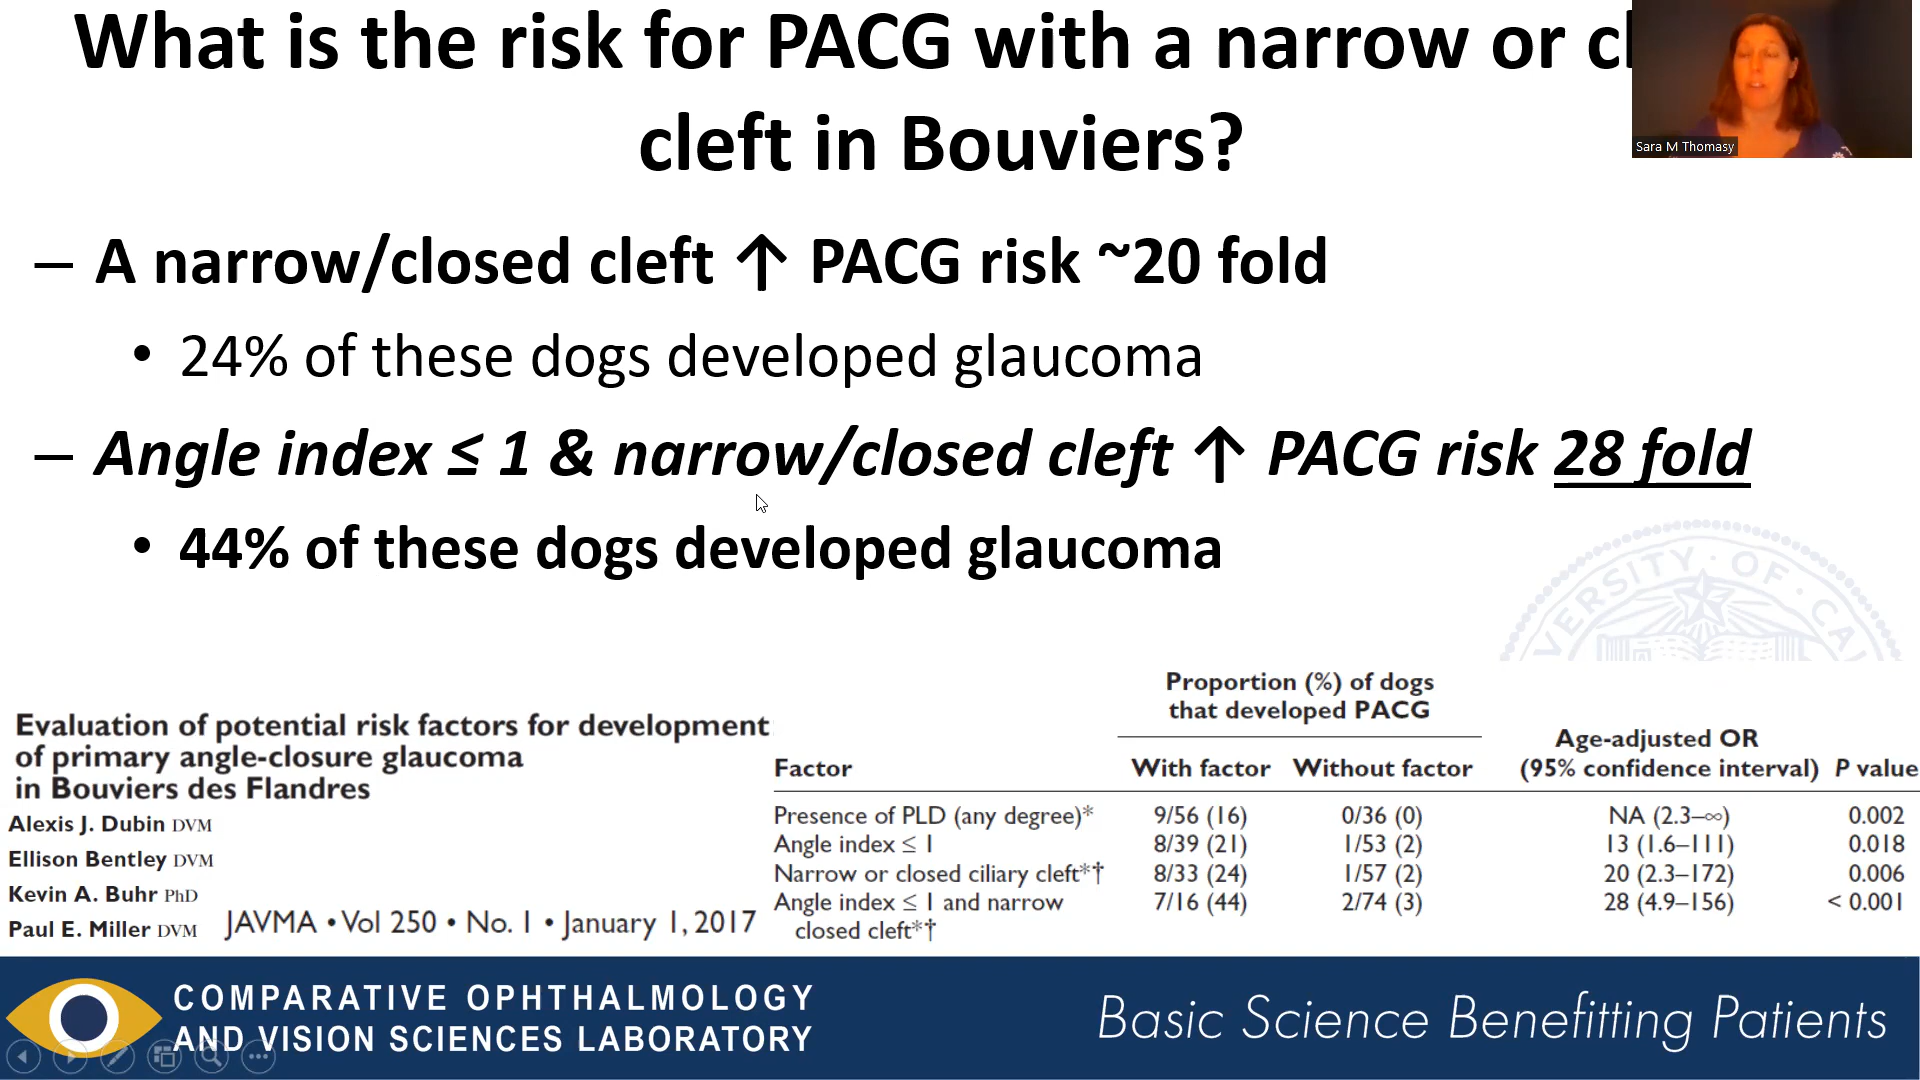 What is the risk for PACG with a narrow or cl
cleft in Bouviers?
Sara M Thomasy
– A narrow/closed cleft ↑ PACG risk ~20 fold
• 24% of these dogs developed glaucoma
– Angle index ≤ 1 & narrow/closed cleft ↑ PACG risk 28 fold
• 44% of these dogs developed glaucoma
VERSITY · OF · CA
Evaluation of potential risk factors for development
of primary angle-closure glaucoma
in Bouviers des Flandres
Alexis J. Dubin DVM
Ellison Bentley DVM
Kevin A. Buhr PhD
Paul E. Miller DVM
JAVMA • Vol 250 • No. 1 • January 1, 2017
Proportion (%) of dogs
that developed PACG
Age-adjusted OR
Factor With factor Without factor (95% confidence interval) P value
Presence of PLD (any degree)* 9/56 (16) 0/36 (0) NA (2.3–∞) 0.002
Angle index ≤ 1 8/39 (21) 1/53 (2) 13 (1.6–111) 0.018
Narrow or closed ciliary cleft*† 8/33 (24) 1/57 (2) 20 (2.3–172) 0.006
Angle index ≤ 1 and narrow 7/16 (44) 2/74 (3) 28 (4.9–156) < 0.001
closed cleft*†
COMPARATIVE OPHTHALMOLOGY
AND VISION SCIENCES LABORATORY
Basic Science Benefitting Patients